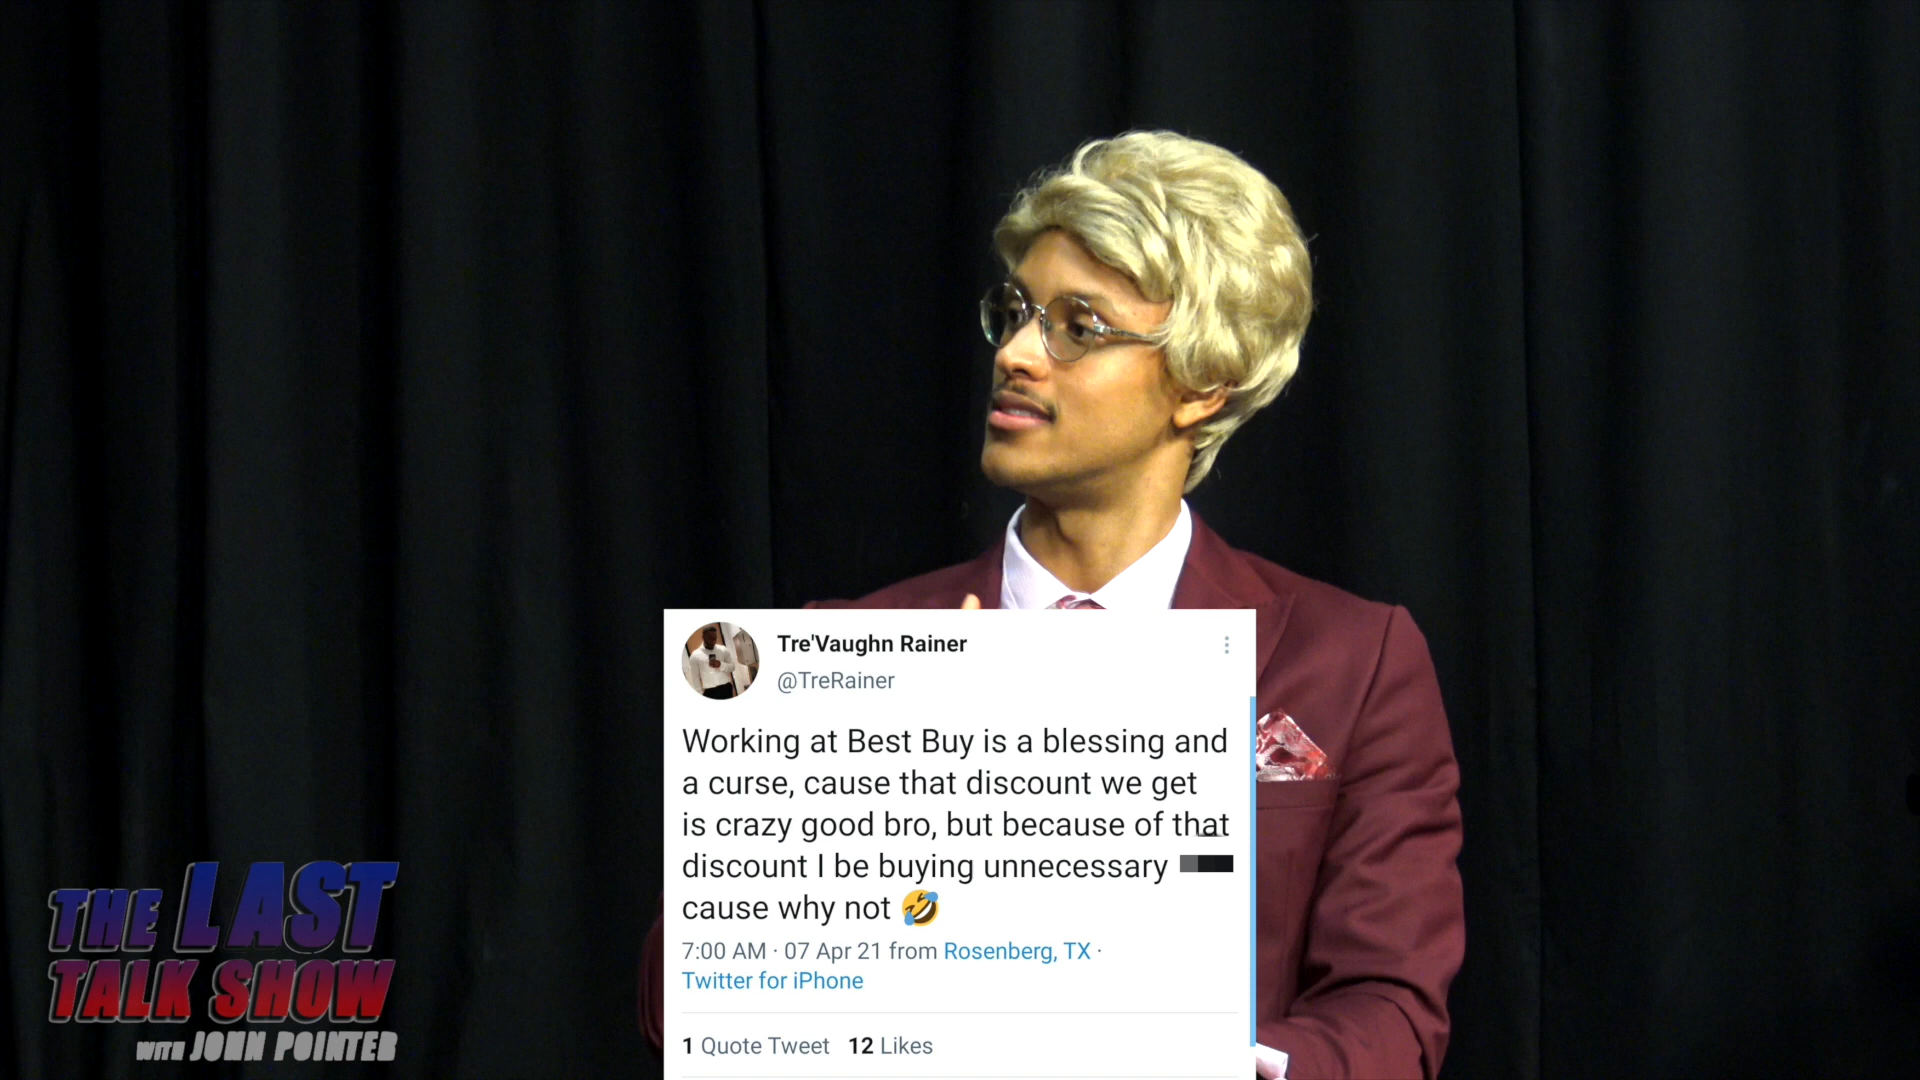 Tre'Vaughn Rainer
@TreRainer
Working at Best Buy is a blessing and
a curse, cause that discount we get
is crazy good bro, but because of that
discount I be buying unnecessary
cause why not 🤣
7:00 AM · 07 Apr 21 from Rosenberg, TX ·
Twitter for iPhone
1 Quote Tweet 12 Likes
THE LAST
TALK SHOW
WITH JOHN POINTER